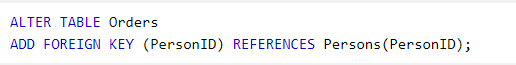 ALTER TABLE Orders
ADD FOREIGN KEY (PersonID) REFERENCES Persons(PersonID);